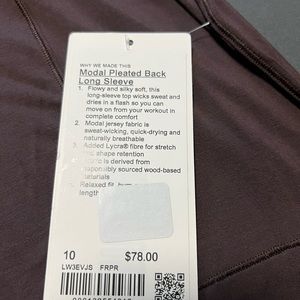 WHY WE MADE THIS
Modal Pleated Back
Long Sleeve
1. Flowy and silky soft, this
long-sleeve top wicks sweat and
dries in a flash so you can
move on from your workout in
complete comfort
2. Modal jersey fabric is
sweat-wicking, quick-drying and
naturally breathable
3. Added Lycra® fibre for stretch
shape retention
is derived from
sourced wood-based
Relaxed fit,
length
10 $78.00
LW3EVJS FRPR